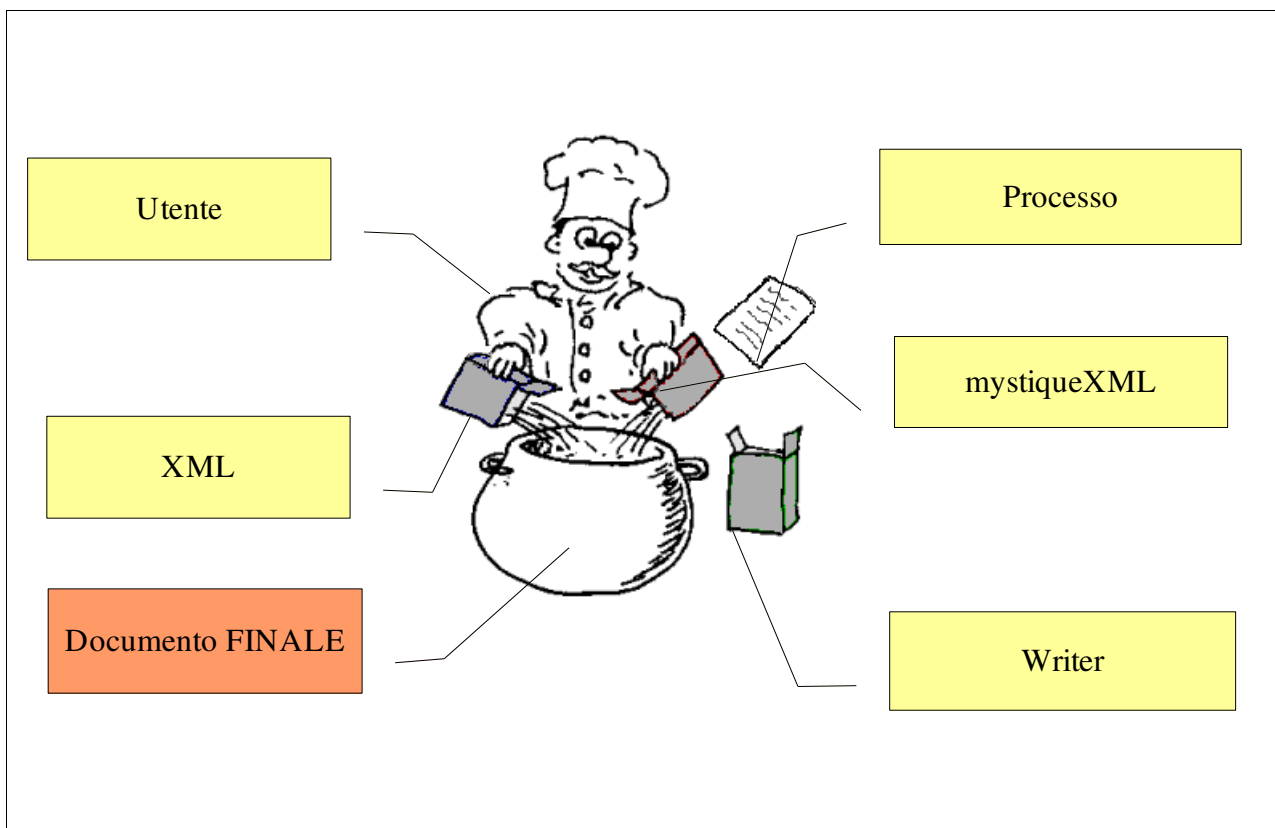 Utente
Processo
mystiqueXML
XML
Documento FINALE
Writer